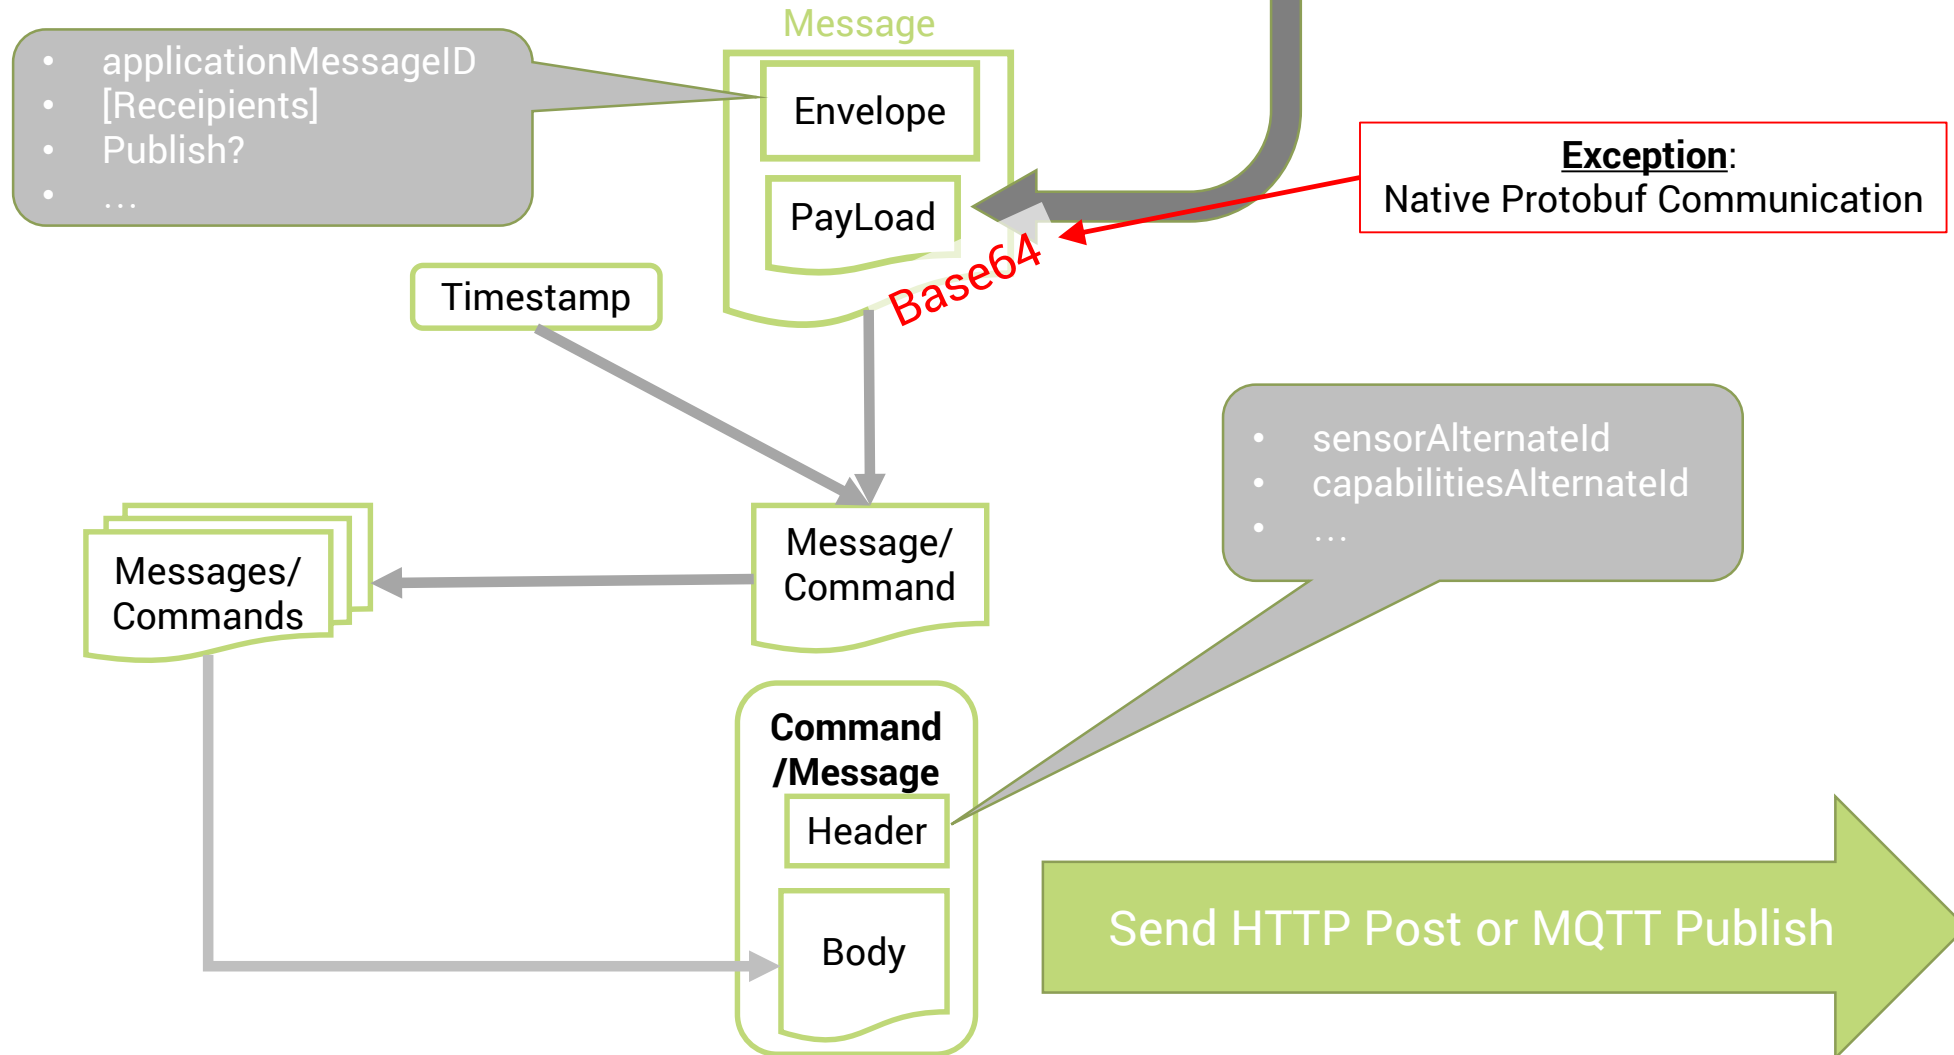 Message
• applicationMessageID
• [Receipients]
• Publish?
• …
Envelope
PayLoad
Base64
Exception:
Native Protobuf Communication
Timestamp
• sensorAlternateId
• capabilitiesAlternateId
• …
Message/
Command
Messages/
Commands
Command
/Message
Header
Body
Send HTTP Post or MQTT Publish